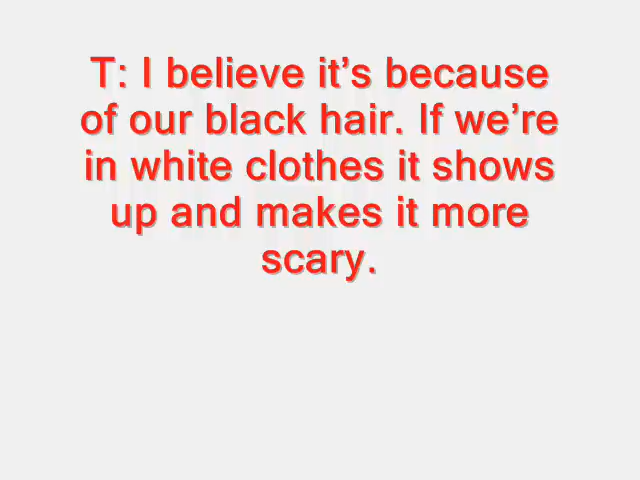 T: I believe it’s because
of our black hair. If we’re
in white clothes it shows
up and makes it more
scary.